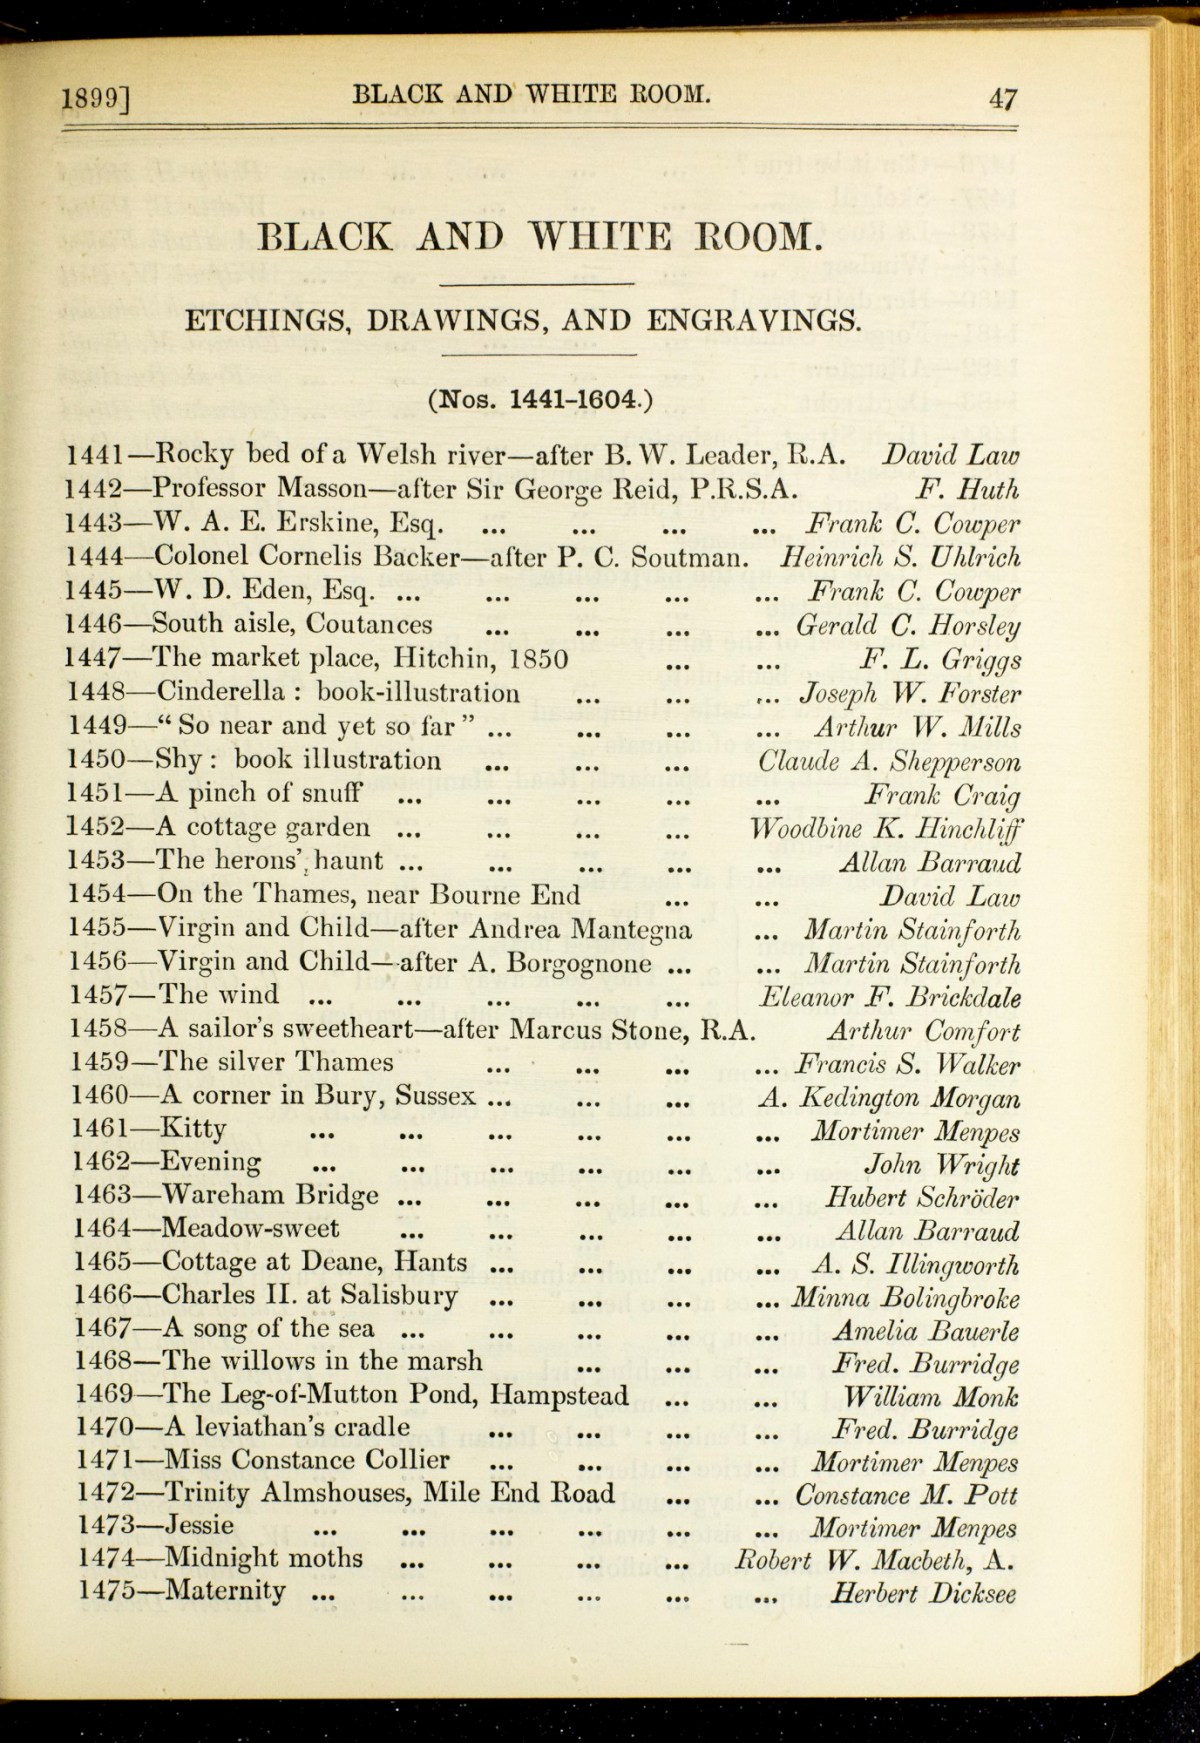 1899] BLACK AND WHITE ROOM. 47
BLACK AND WHITE ROOM.
ETCHINGS, DRAWINGS, AND ENGRAVINGS.
(Nos. 1441–1604.)
1441—Rocky bed of a Welsh river—after B. W. Leader, R.A. David Law
1442—Professor Masson—after Sir George Reid, P.R.S.A. F. Huth
1443—W. A. E. Erskine, Esq. ... ... ... ... Frank C. Cowper
1444—Colonel Cornelis Backer—after P. C. Soutman. Heinrich S. Uhlrich
1445—W. D. Eden, Esq. ... ... ... ... ... Frank C. Cowper
1446—South aisle, Coutances ... ... ... ... Gerald C. Horsley
1447—The market place, Hitchin, 1850 ... ... F. L. Griggs
1448—Cinderella : book-illustration ... ... ... Joseph W. Forster
1449—“ So near and yet so far ” ... ... ... ... Arthur W. Mills
1450—Shy : book illustration ... ... ... Claude A. Shepperson
1451—A pinch of snuff ... ... ... ... ... Frank Craig
1452—A cottage garden ... ... ... ... Woodbine K. Hinchliff
1453—The herons’ haunt ... ... ... ... ... Allan Barraud
1454—On the Thames, near Bourne End ... ... David Law
1455—Virgin and Child—after Andrea Mantegna ... Martin Stainforth
1456—Virgin and Child—after A. Borgognone ... ... Martin Stainforth
1457—The wind ... ... ... ... ... Eleanor F. Brickdale
1458—A sailor’s sweetheart—after Marcus Stone, R.A. Arthur Comfort
1459—The silver Thames ... ... ... ... Francis S. Walker
1460—A corner in Bury, Sussex ... ... ... A. Kedington Morgan
1461—Kitty ... ... ... ... ... ... Mortimer Menpes
1462—Evening ... ... ... ... ... ... John Wright
1463—Wareham Bridge ... ... ... ... ... Hubert Schröder
1464—Meadow-sweet ... ... ... ... ... Allan Barraud
1465—Cottage at Deane, Hants ... ... ... ... A. S. Illingworth
1466—Charles II. at Salisbury ... ... ... ... Minna Bolingbroke
1467—A song of the sea ... ... ... ... ... Amelia Bauerle
1468—The willows in the marsh ... ... ... Fred. Burridge
1469—The Leg-of-Mutton Pond, Hampstead ... ... William Monk
1470—A leviathan’s cradle ... ... ... ... Fred. Burridge
1471—Miss Constance Collier ... ... ... ... Mortimer Menpes
1472—Trinity Almshouses, Mile End Road ... ... Constance M. Pott
1473—Jessie ... ... ... ... ... ... Mortimer Menpes
1474—Midnight moths ... ... ... ... Robert W. Macbeth, A.
1475—Maternity ... ... ... ... ... ... Herbert Dicksee